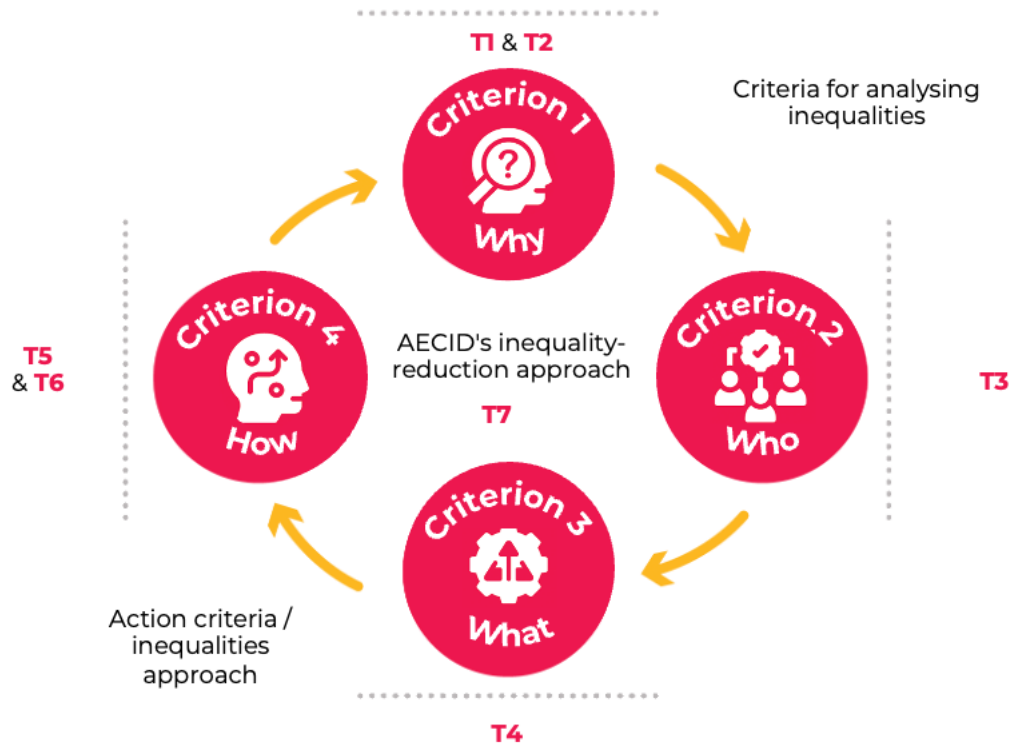 T1 & T2
Criterion 1
Why
Criteria for analysing
inequalities
Criterion 2
Who
T3
AECID's inequality-
reduction approach
T7
Criterion 3
What
T4
Criterion 4
How
T5
& T6
Action criteria /
inequalities
approach